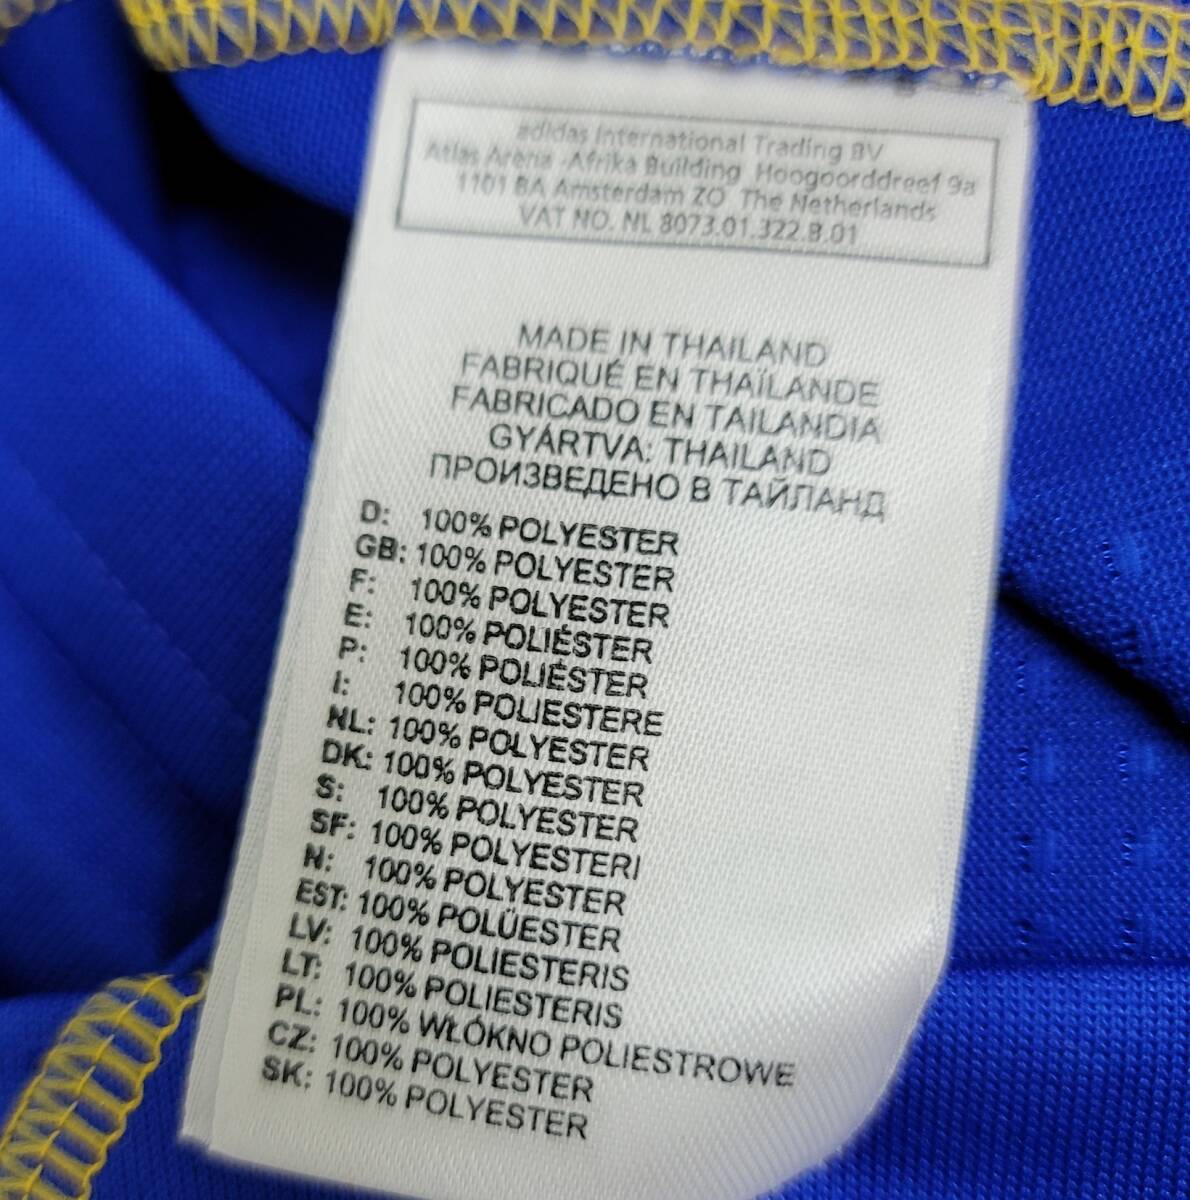 adidas International Trading BV
Atlas Arena -Afrika Building Hoogoorddreef 9a
1101 BA Amsterdam ZO The Netherlands
VAT NO. NL 8073.01.322.B.01
MADE IN THAILAND
FABRIQUÉ EN THAÏLANDE
FABRICADO EN TAILANDIA
GYÁRTVA: THAILAND
ПРОИЗВЕДЕНО В ТАЙЛАНД
D: 100% POLYESTER
GB: 100% POLYESTER
F: 100% POLYESTER
E: 100% POLIÉSTER
P: 100% POLIÉSTER
I: 100% POLIESTERE
NL: 100% POLYESTER
DK: 100% POLYESTER
S: 100% POLYESTER
SF: 100% POLYESTERI
N: 100% POLYESTER
EST: 100% POLÜESTER
LV: 100% POLIESTERIS
LT: 100% POLIESTERIS
PL: 100% WŁÓKNO POLIESTROWE
CZ: 100% POLYESTER
SK: 100% POLYESTER